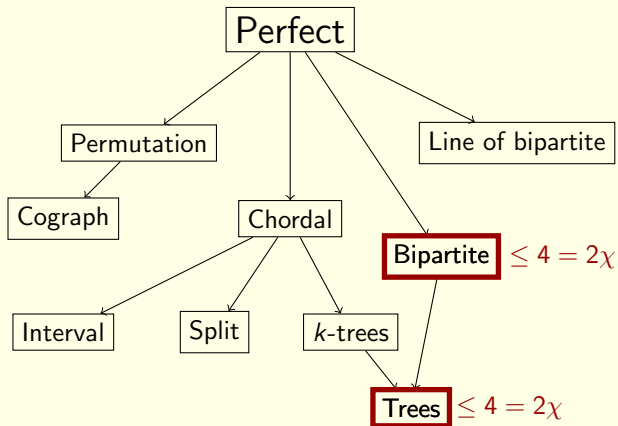 Perfect
Permutation
Line of bipartite
Cograph
Chordal
Bipartite ≤ 4 = 2χ
Interval
Split
k-trees
Trees ≤ 4 = 2χ